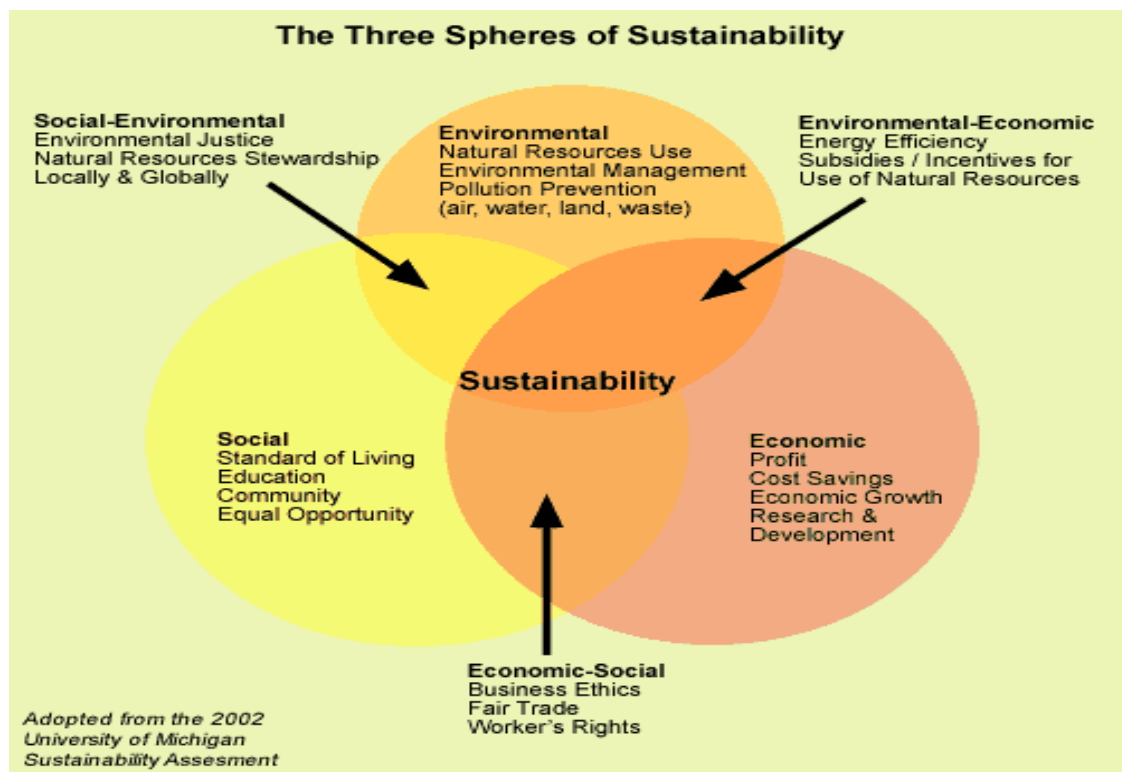 The Three Spheres of Sustainability
Social-Environmental
Environmental Justice
Natural Resources Stewardship
Locally & Globally
Environmental
Natural Resources Use
Environmental Management
Pollution Prevention
(air, water, land, waste)
Environmental-Economic
Energy Efficiency
Subsidies / Incentives for
Use of Natural Resources
Sustainability
Social
Standard of Living
Education
Community
Equal Opportunity
Economic
Profit
Cost Savings
Economic Growth
Research &
Development
Economic-Social
Business Ethics
Fair Trade
Worker's Rights
Adopted from the 2002
University of Michigan
Sustainability Assesment